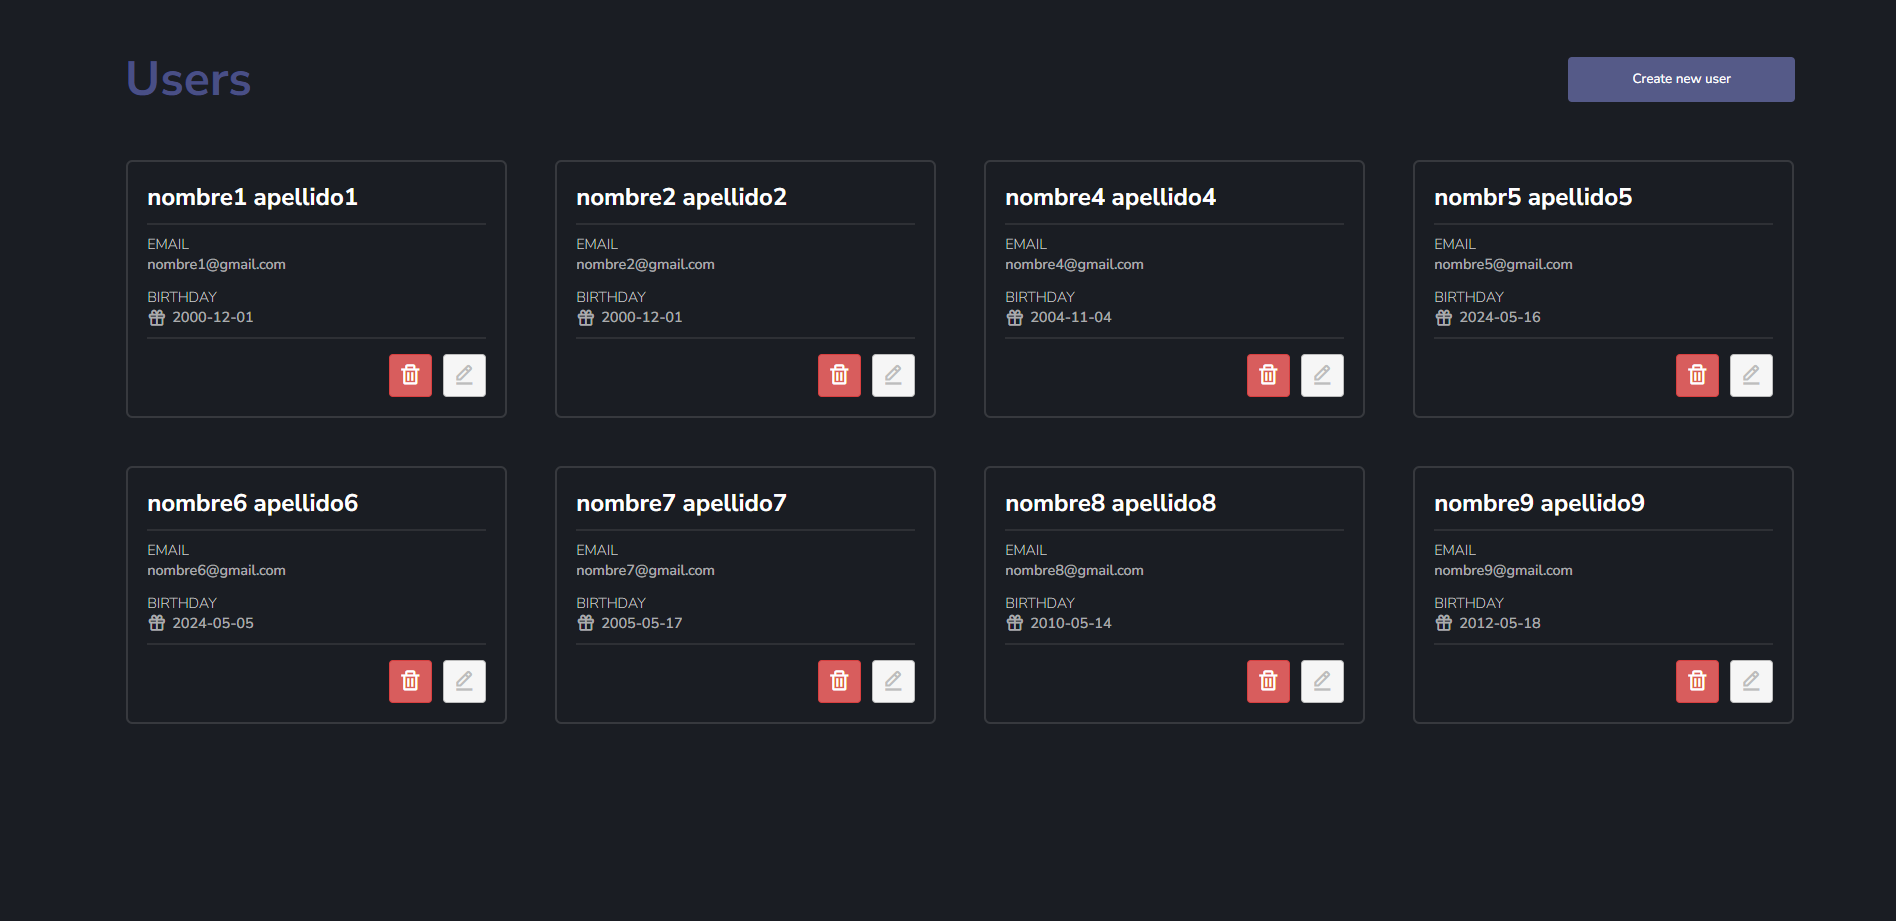 Users
Create new user
nombre1 apellido1
EMAIL
nombre1@gmail.com
BIRTHDAY
2000-12-01
nombre2 apellido2
EMAIL
nombre2@gmail.com
BIRTHDAY
2000-12-01
nombre4 apellido4
EMAIL
nombre4@gmail.com
BIRTHDAY
2004-11-04
nombr5 apellido5
EMAIL
nombre5@gmail.com
BIRTHDAY
2024-05-16
nombre6 apellido6
EMAIL
nombre6@gmail.com
BIRTHDAY
2024-05-05
nombre7 apellido7
EMAIL
nombre7@gmail.com
BIRTHDAY
2005-05-17
nombre8 apellido8
EMAIL
nombre8@gmail.com
BIRTHDAY
2010-05-14
nombre9 apellido9
EMAIL
nombre9@gmail.com
BIRTHDAY
2012-05-18